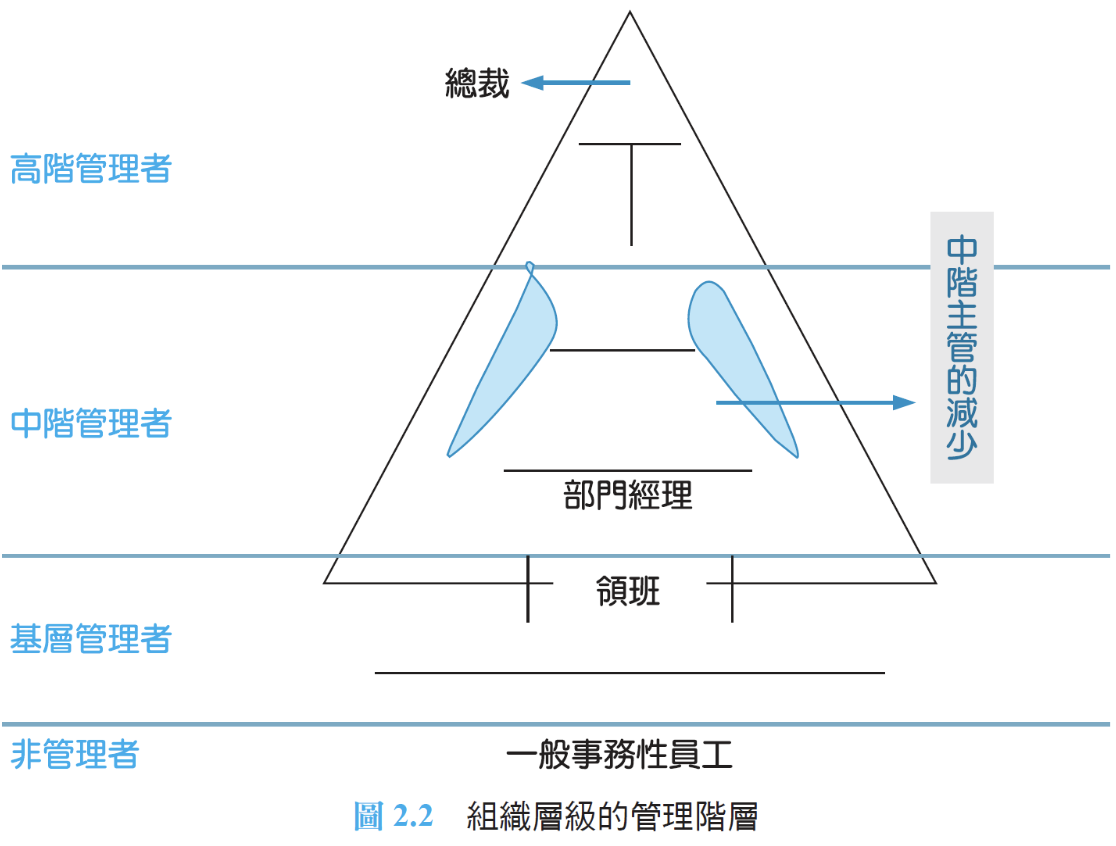 總裁
高階管理者
中階主管的減少
中階管理者
部門經理
領班
基層管理者
非管理者
一般事務性員工
圖 2.2 組織層級的管理階層